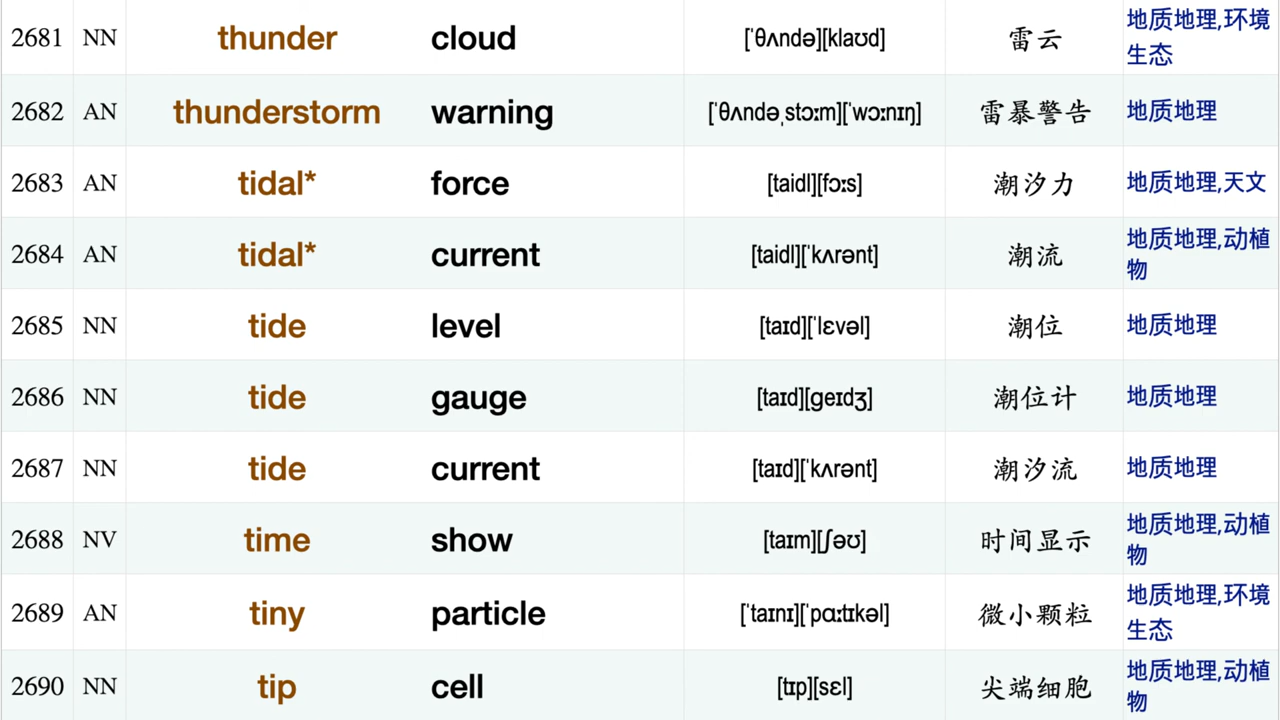 2681 NN thunder cloud [ˈθʌndə][klaʊd] 雷云 地质地理,环境
生态
2682 AN thunderstorm warning [ˈθʌndəˌstɔːm][ˈwɔːnɪŋ] 雷暴警告 地质地理
2683 AN tidal* force [taidl][fɔːs] 潮汐力 地质地理,天文
2684 AN tidal* current [taidl][ˈkʌrənt] 潮流 地质地理,动植
物
2685 NN tide level [taɪd][ˈlɛvəl] 潮位 地质地理
2686 NN tide gauge [taɪd][geɪdʒ] 潮位计 地质地理
2687 NN tide current [taɪd][ˈkʌrənt] 潮汐流 地质地理
2688 NV time show [taɪm][ʃəʊ] 时间显示 地质地理,动植
物
2689 AN tiny particle [ˈtaɪnɪ][ˈpɑːtɪkəl] 微小颗粒 地质地理,环境
生态
2690 NN tip cell [tɪp][sɛl] 尖端细胞 地质地理,动植
物